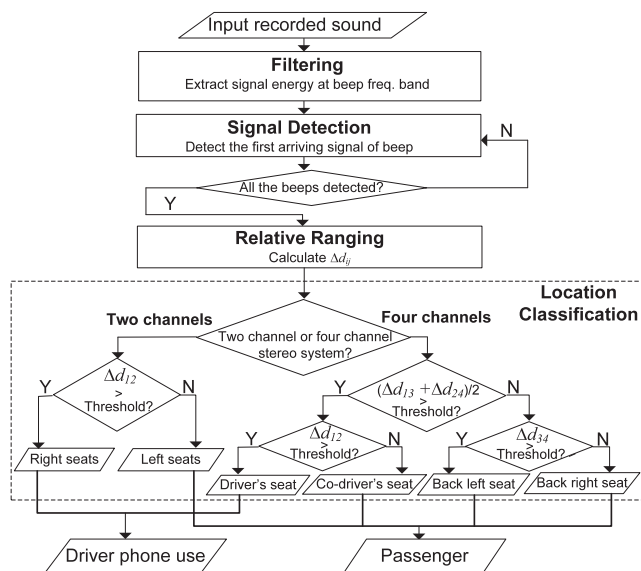 Input recorded sound
Filtering
Extract signal energy at beep freq. band
Signal Detection
Detect the first arriving signal of beep
N
All the beeps detected?
Y
Relative Ranging
Calculate Δd_ij
Location
Classification
Two channels
Four channels
Two channel or four channel
stereo system?
Y
Δd_12
>
Threshold?
N
Y
(Δd_13 +Δd_24)/2
>
Threshold?
N
Right seats
Left seats
Y
Δd_12
>
Threshold?
N
Y
Δd_34
>
Threshold?
N
Driver's seat
Co-driver's seat
Back left seat
Back right seat
Driver phone use
Passenger